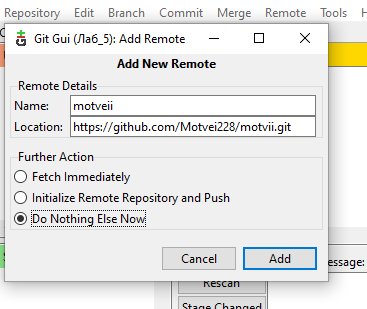 Repository Edit Branch Commit Merge Remote Tools
Git Gui (Лаб_5): Add Remote
Add New Remote
Remote Details
Name: motveii
Location: https://github.com/Motvei228/motvii.git
Further Action
Fetch Immediately
Initialize Remote Repository and Push
Do Nothing Else Now
Cancel Add
essage:
Rescan
Stage Changed